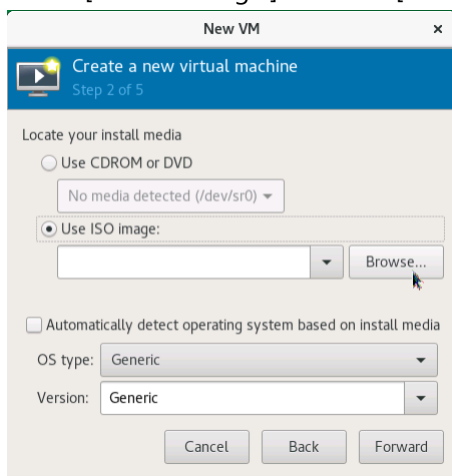 New VM ×
Create a new virtual machine
Step 2 of 5
Locate your install media
Use CDROM or DVD
No media detected (/dev/sr0)
Use ISO image:
Browse...
Automatically detect operating system based on install media
OS type: Generic
Version: Generic
Cancel Back Forward